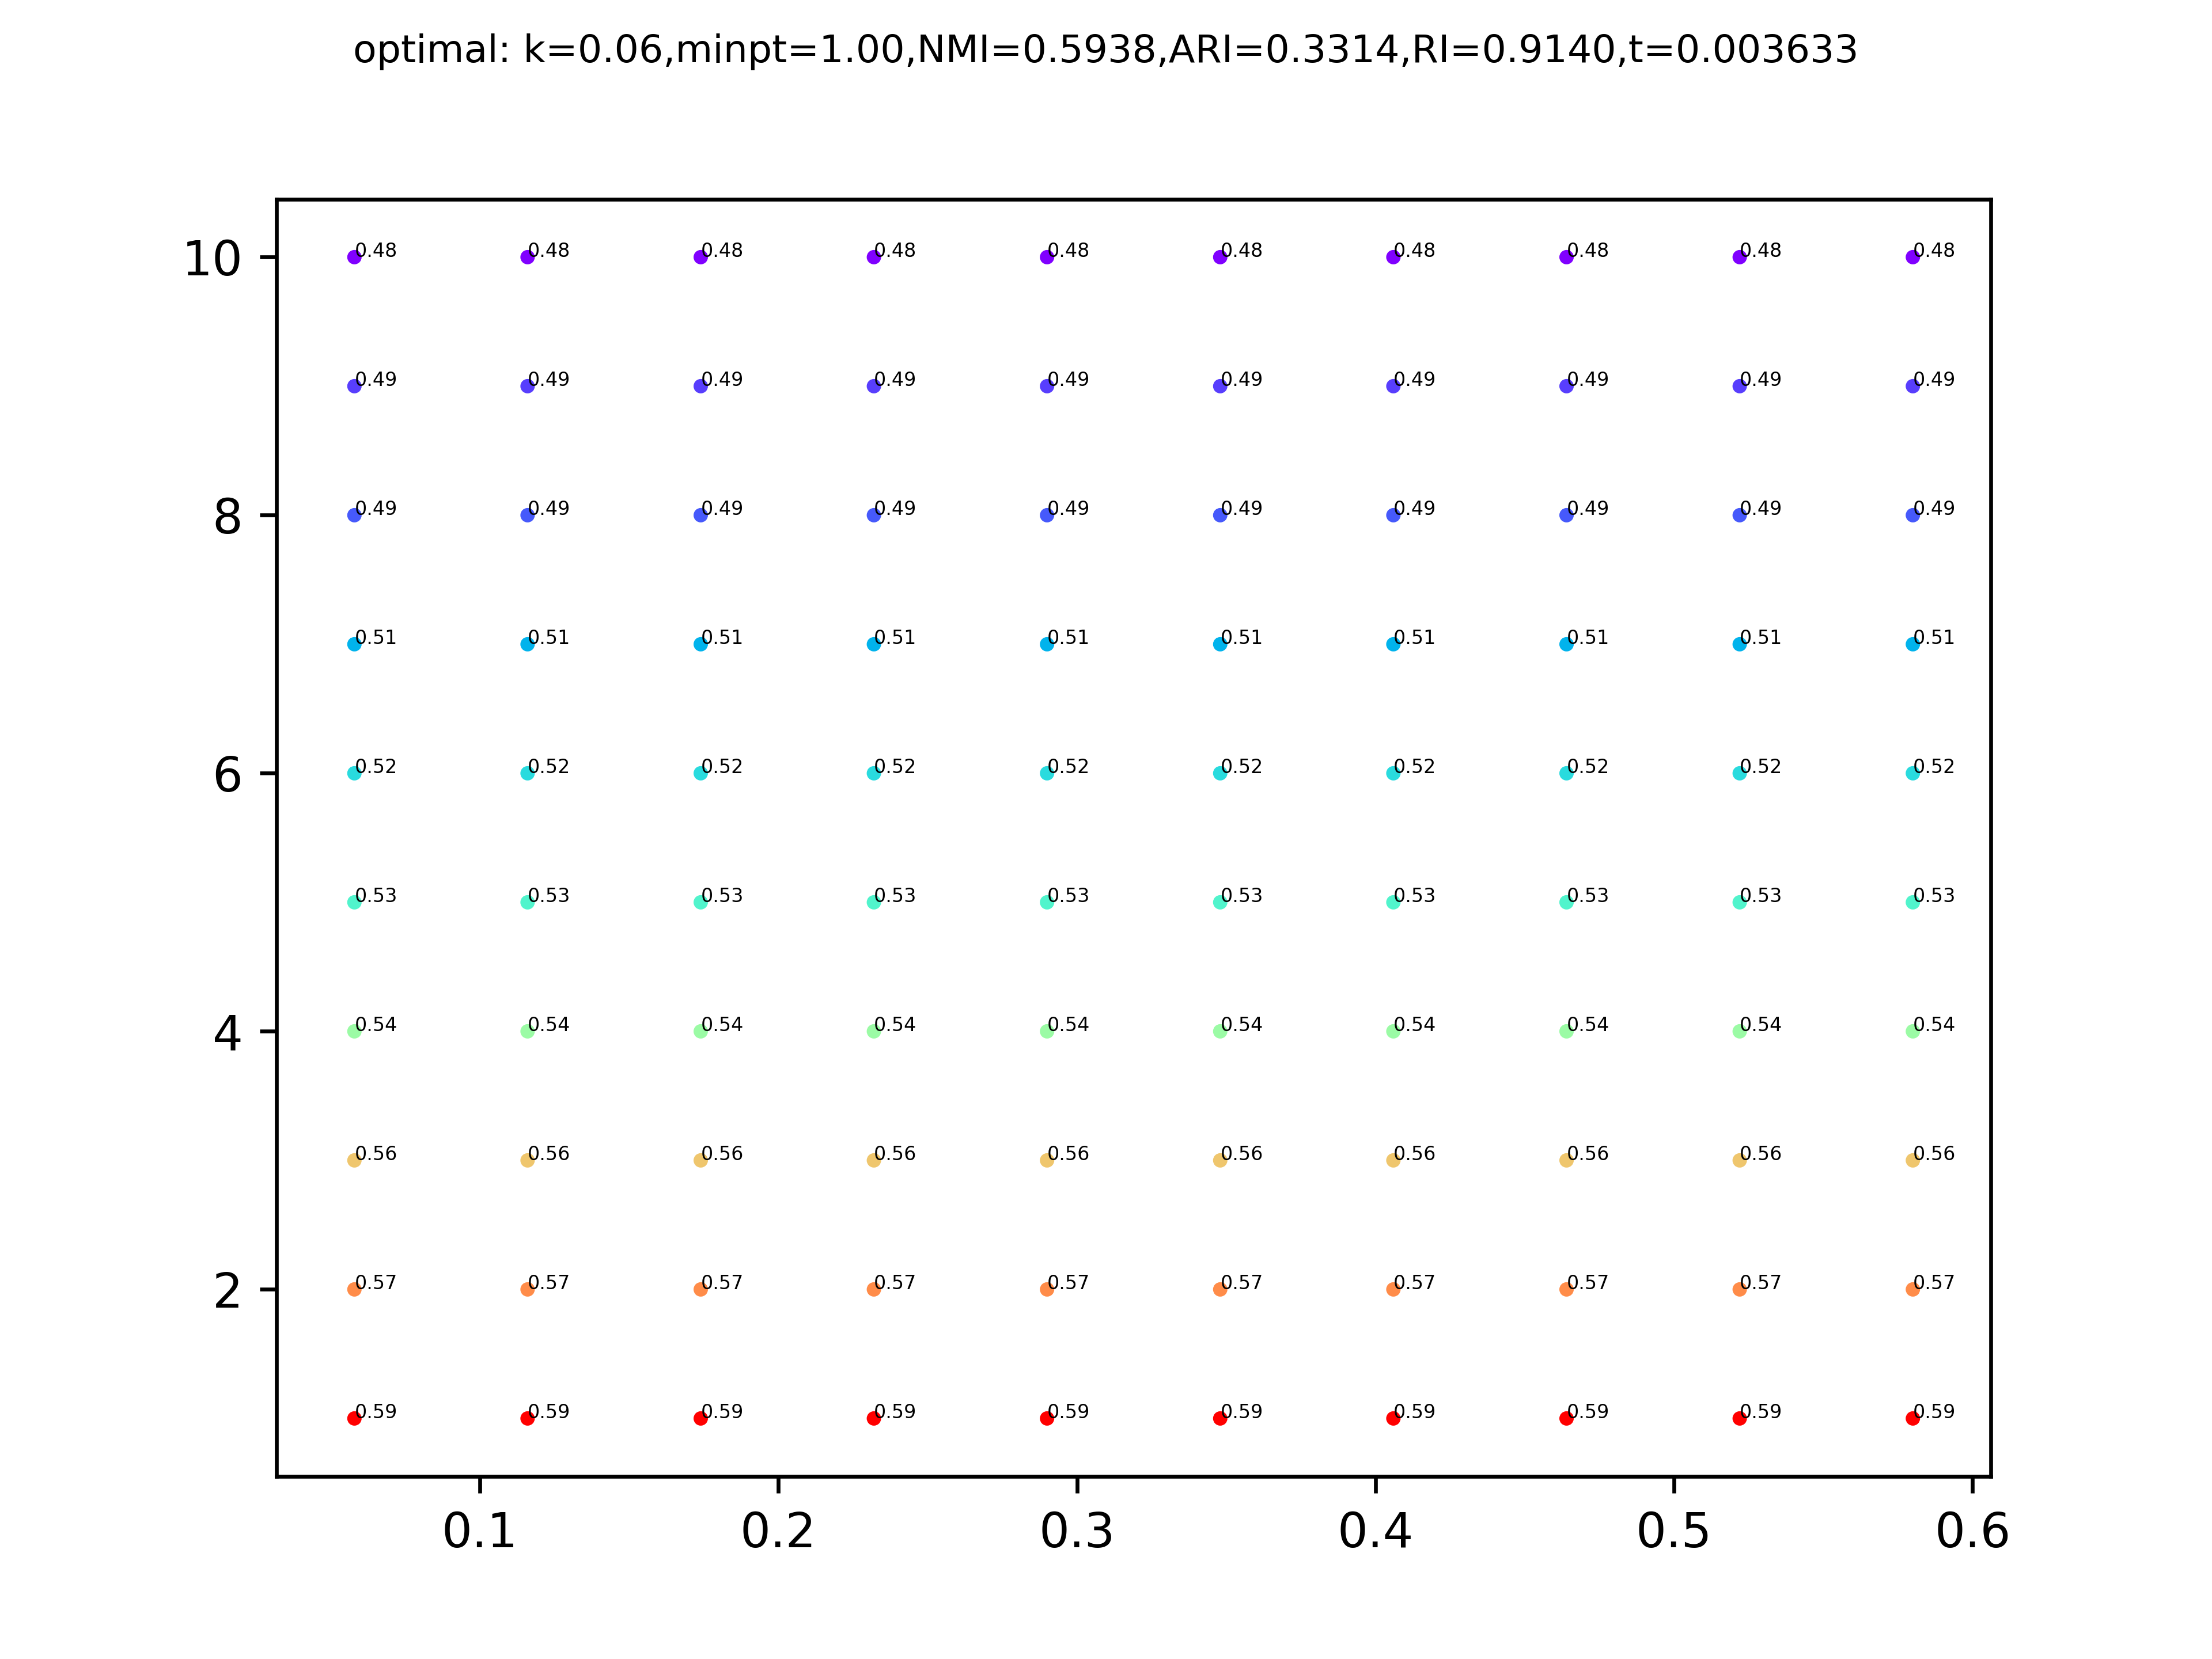 optimal: k=0.06,minpt=1.00,NMI=0.5938,ARI=0.3314,RI=0.9140,t=0.003633
10 0.48 0.48 0.48 0.48 0.48 0.48 0.48 0.48 0.48 0.48
0.49 0.49 0.49 0.49 0.49 0.49 0.49 0.49 0.49 0.49
8 0.49 0.49 0.49 0.49 0.49 0.49 0.49 0.49 0.49 0.49
0.51 0.51 0.51 0.51 0.51 0.51 0.51 0.51 0.51 0.51
6 0.52 0.52 0.52 0.52 0.52 0.52 0.52 0.52 0.52 0.52
0.53 0.53 0.53 0.53 0.53 0.53 0.53 0.53 0.53 0.53
4 0.54 0.54 0.54 0.54 0.54 0.54 0.54 0.54 0.54 0.54
0.56 0.56 0.56 0.56 0.56 0.56 0.56 0.56 0.56 0.56
2 0.57 0.57 0.57 0.57 0.57 0.57 0.57 0.57 0.57 0.57
0.59 0.59 0.59 0.59 0.59 0.59 0.59 0.59 0.59 0.59
0.1 0.2 0.3 0.4 0.5 0.6